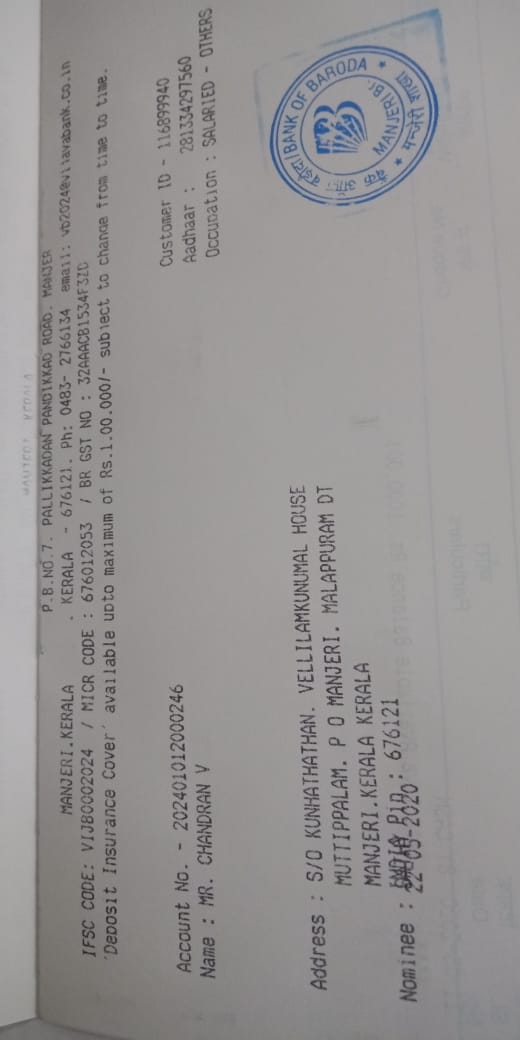 P.B.NO.7. PALLIKKADAN PANDIKKAD ROAD. MANJER
MANJERI.KERALA . KERALA - 676121. Ph: 0483- 2766134 email: vb2024@vijayabank.co.in
IFSC CODE: VIJB0002024 / MICR CODE : 676012053 / BR GST NO : 32AAACB1534F3ZC
'Deposit Insurance Cover' available upto maximum of Rs.1.00.000/- subject to change from time to time.
Customer ID - 116899940
Aadhaar : 281334297560
Occupation : SALARIED - OTHERS
Account No. - 202401012000246
Name : MR. CHANDRAN V
Address : S/O KUNHATHATHAN. VELLILAMKUNUMAL HOUSE
MUTTIPPALAM. P O MANJERI. MALAPPURAM DT
MANJERI.KERALA KERALA
INDIA Pin : 676121
Nominee :
22-05-2020
BANK OF BARODA
MANJERI Br.
मन्जेरी शाखा
बैंक ऑफ़ बड़ौदा